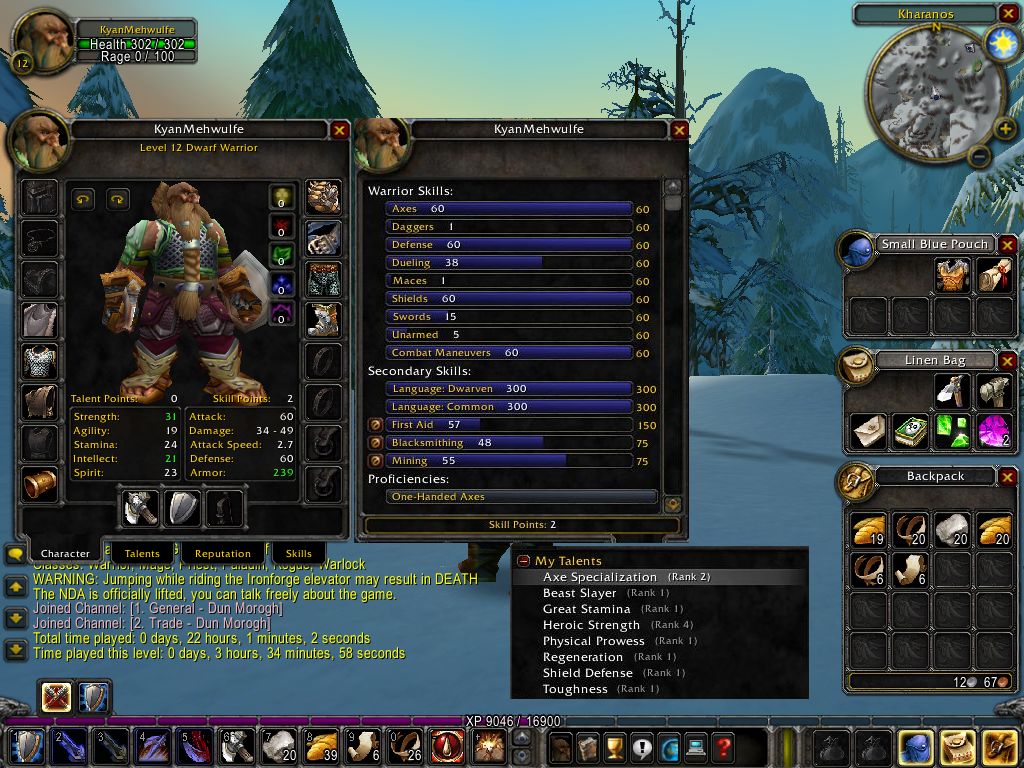 KyanMehwulfe
Health 302 / 302
Rage 0 / 100
12
Kharanos
N
KyanMehwulfe
Level 12 Dwarf Warrior
0
0
0
0
0
Talent Points: 0 Skill Points: 2
Strength: 31 Attack: 60
Agility: 19 Damage: 34 - 49
Stamina: 24 Attack Speed: 2.7
Intellect: 21 Defense: 60
Spirit: 23 Armor: 239
Character Talents Reputation Skills
KyanMehwulfe
Warrior Skills:
Axes 60 60
Daggers 1 60
Defense 60 60
Dueling 38 60
Maces 1 60
Shields 60 60
Swords 15 60
Unarmed 5 60
Combat Maneuvers 60 60
Secondary Skills:
Language: Dwarven 300 300
Language: Common 300 300
First Aid 57 150
Blacksmithing 48 75
Mining 55 75
Proficiencies:
One-Handed Axes
Skill Points: 2
Small Blue Pouch
Linen Bag
2
Backpack
19 20 20 20
6 6
12 67
Classes: Warrior, Mage, Priest, Paladin, Rogue, Warlock
WARNING: Jumping while riding the Ironforge elevator may result in DEATH
The NDA is officially lifted, you can talk freely about the game.
Joined Channel: [1. General - Dun Morogh]
Joined Channel: [2. Trade - Dun Morogh]
Total time played: 0 days, 22 hours, 1 minutes, 2 seconds
Time played this level: 0 days, 3 hours, 34 minutes, 58 seconds
My Talents
Axe Specialization (Rank 2)
Beast Slayer (Rank 1)
Great Stamina (Rank 1)
Heroic Strength (Rank 4)
Physical Prowess (Rank 1)
Regeneration (Rank 1)
Shield Defense (Rank 1)
Toughness (Rank 1)
XP 9046 / 16900
1 2 3 4 5 6 7 8 9 0
20 39 6 26